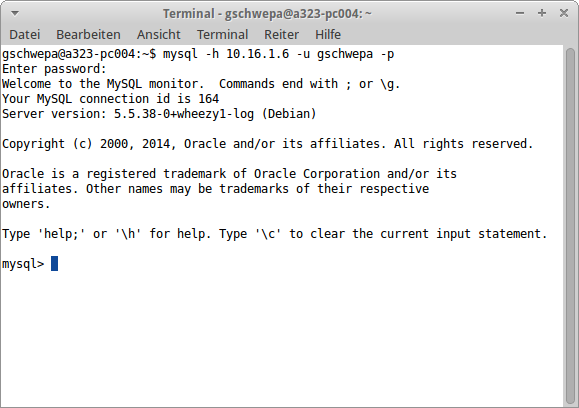 Terminal - gschwepa@a323-pc004: ~
Datei Bearbeiten Ansicht Terminal Reiter Hilfe
gschwepa@a323-pc004:~$ mysql -h 10.16.1.6 -u gschwepa -p
Enter password:
Welcome to the MySQL monitor.  Commands end with ; or \g.
Your MySQL connection id is 164
Server version: 5.5.38-0+wheezy1-log (Debian)
Copyright (c) 2000, 2014, Oracle and/or its affiliates. All rights reserved.
Oracle is a registered trademark of Oracle Corporation and/or its
affiliates. Other names may be trademarks of their respective
owners.
Type 'help;' or '\h' for help. Type '\c' to clear the current input statement.
mysql>